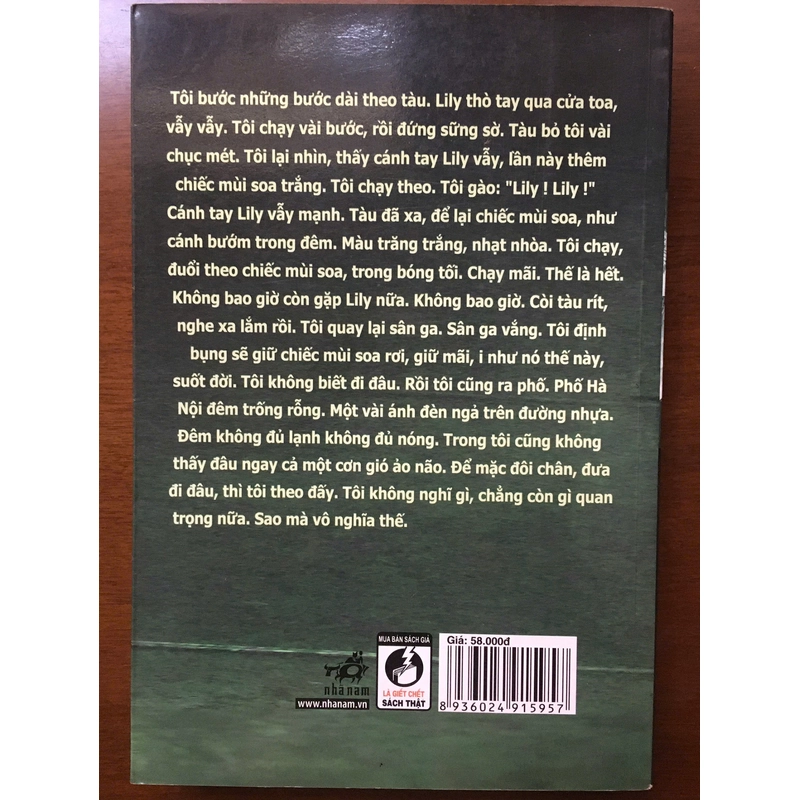 Tôi bước những bước dài theo tàu. Lily thò tay qua cửa toa,
vẫy vẫy. Tôi chạy vài bước, rồi đứng sững sờ. Tàu bỏ tôi vài
chục mét. Tôi lại nhìn, thấy cánh tay Lily vẫy, lần này thêm
chiếc mùi soa trắng. Tôi chạy theo. Tôi gào: "Lily ! Lily !"
Cánh tay Lily vẫy mạnh. Tàu đã xa, để lại chiếc mùi soa, như
cánh bướm trong đêm. Màu trăng trắng, nhạt nhòa. Tôi chạy,
đuổi theo chiếc mùi soa, trong bóng tối. Chạy mãi. Thế là hết.
Không bao giờ còn gặp Lily nữa. Không bao giờ. Còi tàu rít,
nghe xa lắm rồi. Tôi quay lại sân ga. Sân ga vắng. Tôi định
bụng sẽ giữ chiếc mùi soa rơi, giữ mãi, i như nó thế này,
suốt đời. Tôi không biết đi đâu. Rồi tôi cũng ra phố. Phố Hà
Nội đêm trống rỗng. Một vài ánh đèn ngả trên đường nhựa.
Đêm không đủ lạnh không đủ nóng. Trong tôi cũng không
thấy đâu ngay cả một cơn gió ảo não. Để mặc đôi chân, đưa
đi đâu, thì tôi theo đấy. Tôi không nghĩ gì, chẳng còn gì quan
trọng nữa. Sao mà vô nghĩa thế.
nhã nam
www.nhanam.vn
MUA BÁN SÁCH GIẢ
LÀ GIẾT CHẾT
SÁCH THẬT
Giá: 58.000đ
8 936024 915957